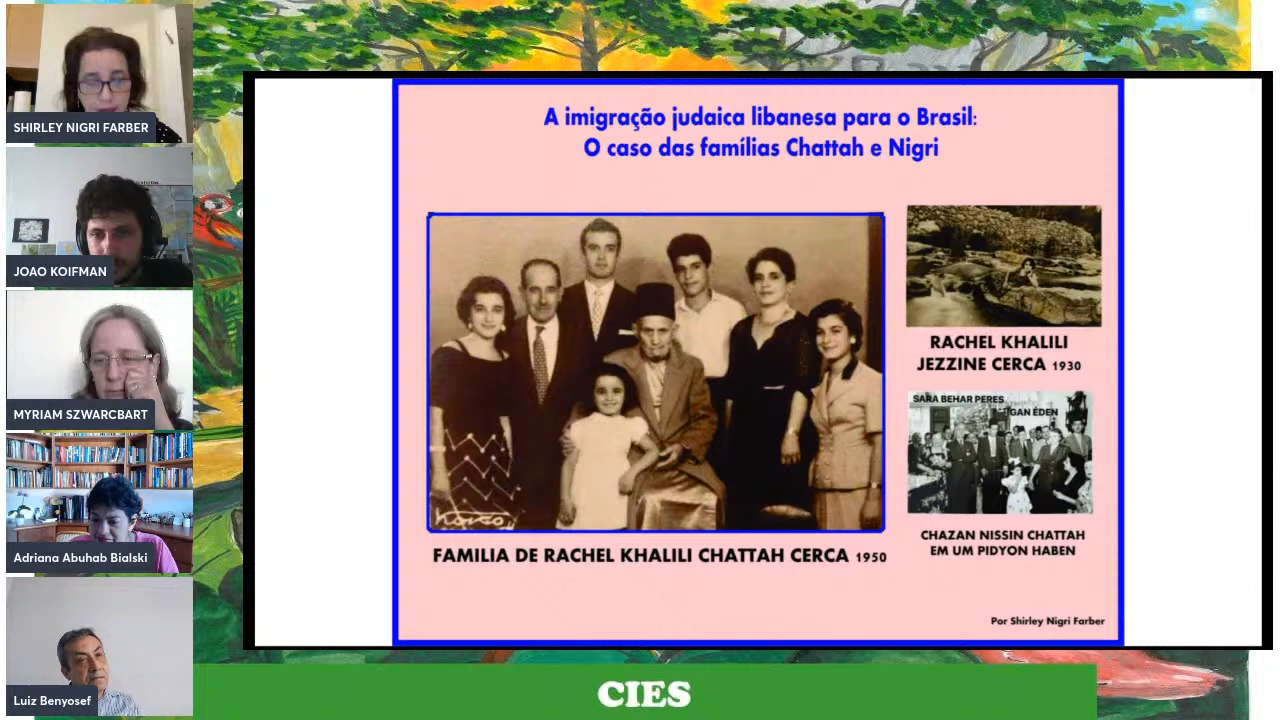 SHIRLEY NIGRI FARBER
JOAO KOIFMAN
MYRIAM SZWARCBART
Adriana Abuhab Bialski
Luiz Benyosef
A imigração judaica libanesa para o Brasil:
O caso das famílias Chattah e Nigri
FAMILIA DE RACHEL KHALILI CHATTAH CERCA 1950
RACHEL KHALILI
JEZZINE CERCA 1930
SARA BEHAR PERES
GAN ÉDEN
CHAZAN NISSIN CHATTAH
EM UM PIDYON HABEN
Por Shirley Nigri Farber
CIES